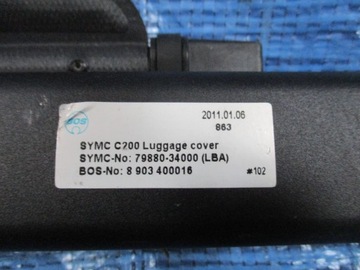 BOS
2011.01.06
863
SYMC C200 Luggage cover
SYMC-No: 79880-34000 (LBA)
BOS-No: 8 903 400016
#102